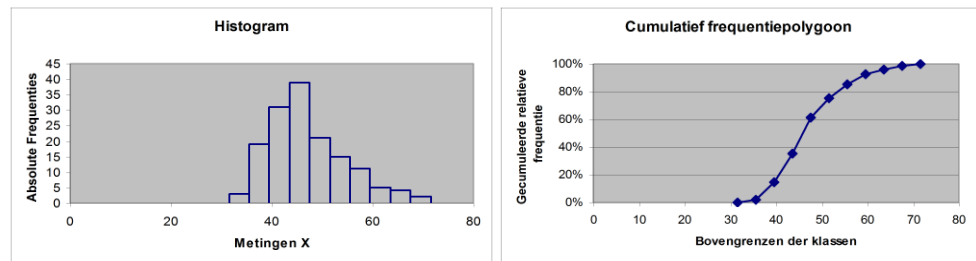 Histogram
Absolute Frequenties
45
40
35
30
25
20
15
10
5
0
0 20 40 60 80
Metingen X
Cumulatief frequentiepolygoon
Gecumuleerde relatieve
frequentie
100%
80%
60%
40%
20%
0%
0 10 20 30 40 50 60 70 80
Bovengrenzen der klassen